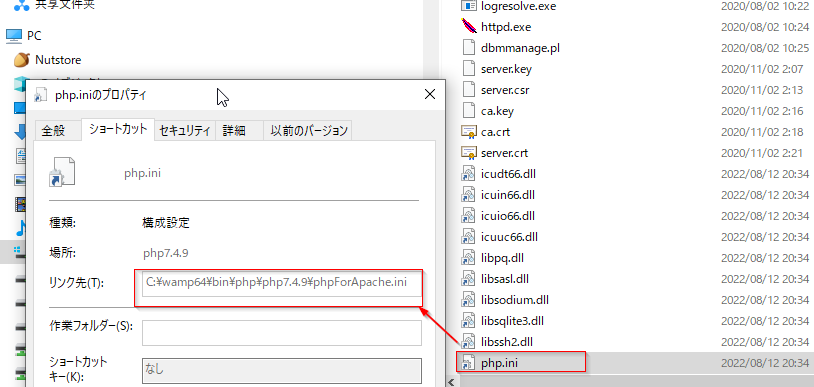 共享文件夹
PC
Nutstore
php.iniのプロパティ
全般
ショートカット
セキュリティ
詳細
以前のバージョン
php.ini
種類:
構成設定
場所:
php7.4.9
リンク先(T):
C:¥wamp64¥bin¥php¥php7.4.9¥phpForApache.ini
作業フォルダー(S):
ショートカット
キー(K):
なし
logresolve.exe 2020/08/02 10:22
httpd.exe 2020/08/02 10:24
dbmmanage.pl 2020/08/02 10:25
server.key 2020/11/02 2:07
server.csr 2020/11/02 2:13
ca.key 2020/11/02 2:16
ca.crt 2020/11/02 2:18
server.crt 2020/11/02 2:21
icudt66.dll 2022/08/12 20:34
icuin66.dll 2022/08/12 20:34
icuio66.dll 2022/08/12 20:34
icuuc66.dll 2022/08/12 20:34
libpq.dll 2022/08/12 20:34
libsasl.dll 2022/08/12 20:34
libsodium.dll 2022/08/12 20:34
libsqlite3.dll 2022/08/12 20:34
libssh2.dll 2022/08/12 20:34
php.ini 2022/08/12 20:34